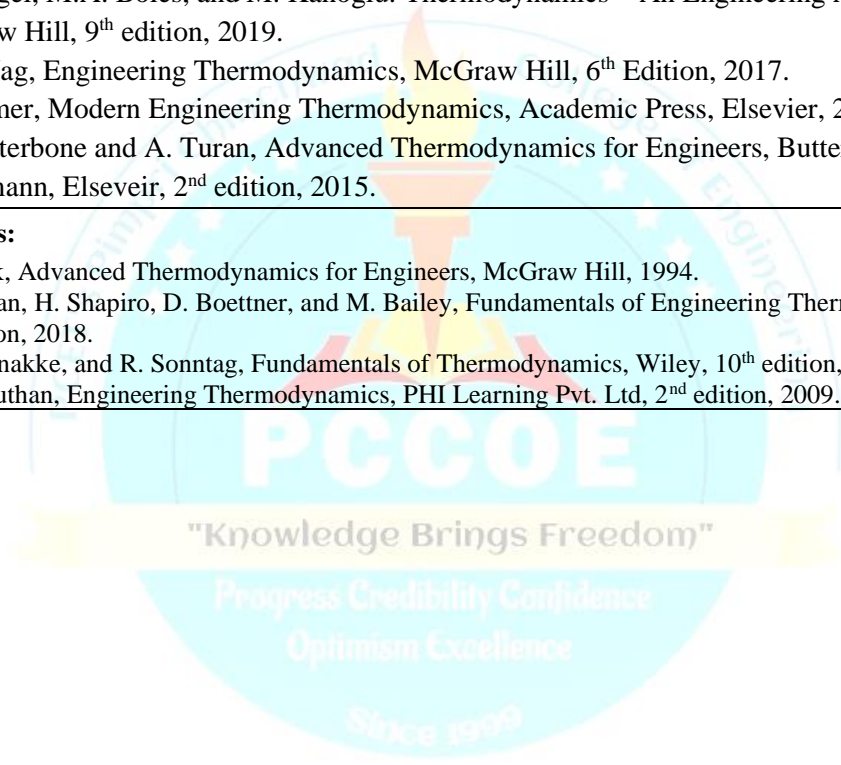 ger, M.A. Boles, and M. Kanoglu. Thermodynamics – An Engineering
w Hill, 9th edition, 2019.
Nag, Engineering Thermodynamics, McGraw Hill, 6th Edition, 2017.
mer, Modern Engineering Thermodynamics, Academic Press, Elsevier, 2
terbone and A. Turan, Advanced Thermodynamics for Engineers, Butte
mann, Elseveir, 2nd edition, 2015.
s:
k, Advanced Thermodynamics for Engineers, McGraw Hill, 1994.
an, H. Shapiro, D. Boettner, and M. Bailey, Fundamentals of Engineering Ther
on, 2018.
nakke, and R. Sonntag, Fundamentals of Thermodynamics, Wiley, 10th edition,
uthan, Engineering Thermodynamics, PHI Learning Pvt. Ltd, 2nd edition, 2009.
PCCOE
"Knowledge Brings Freedom"
Progress Credibility Confidence
Optimism Excellence
Since 1999